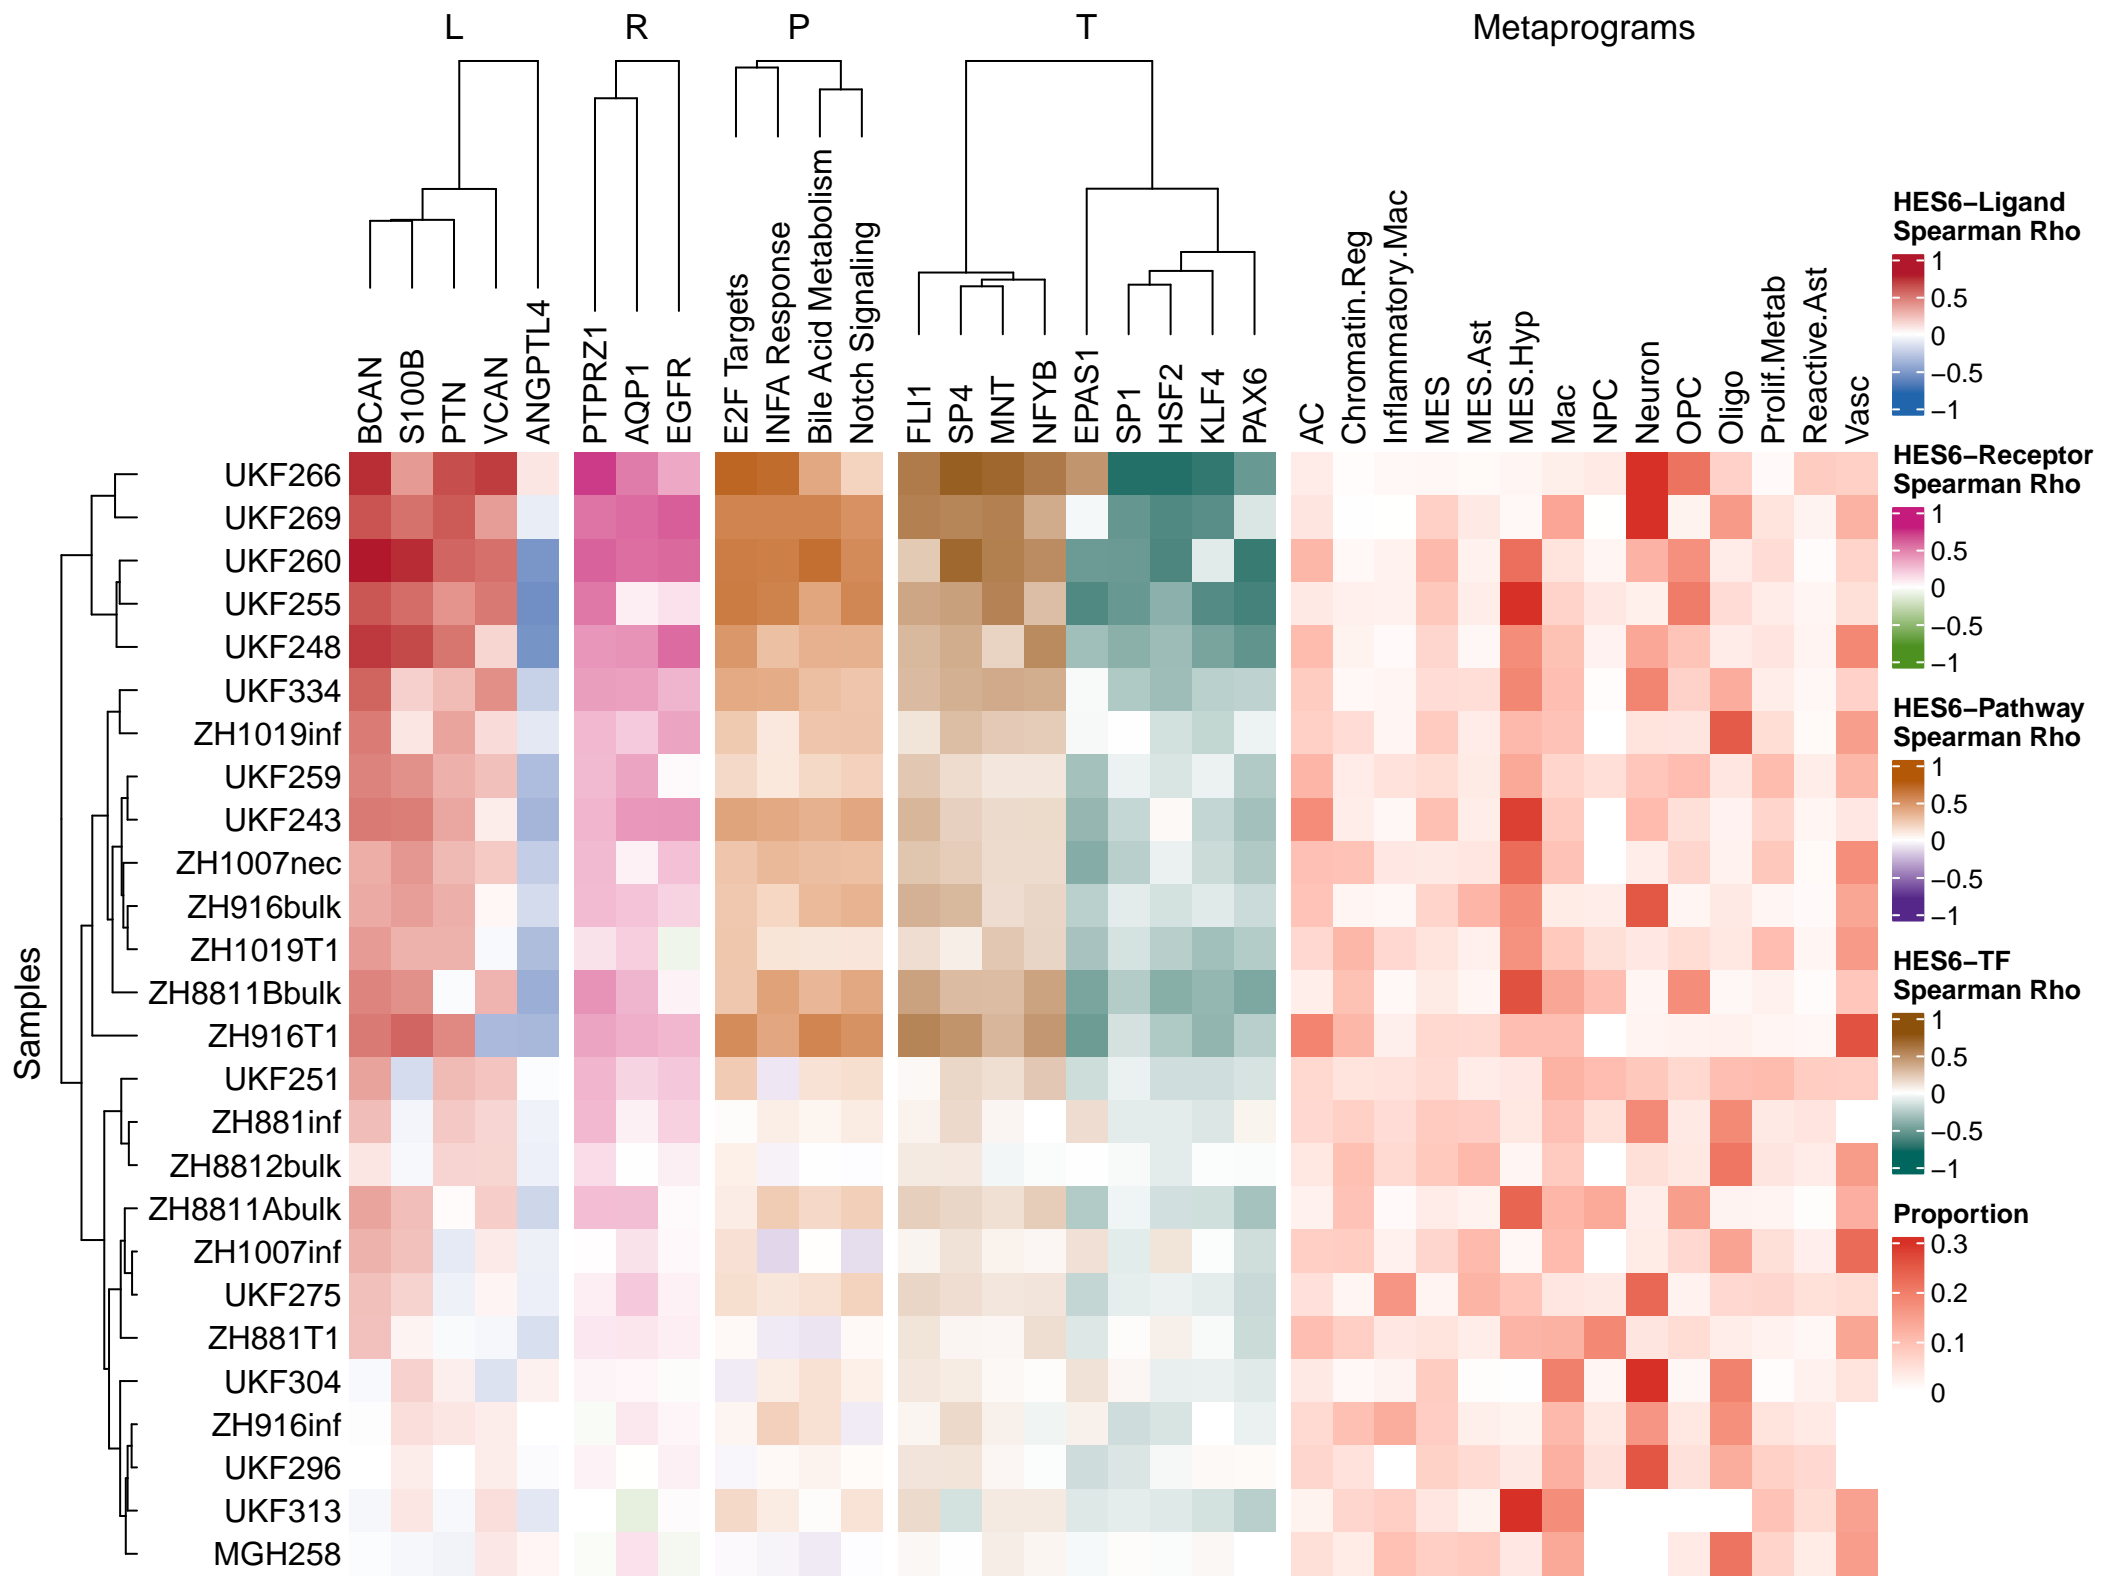 L R P T Metaprograms
BCAN
S100B
PTN
VCAN
ANGPTL4
PTPRZ1
AQP1
EGFR
E2F Targets
INFA Response
Bile Acid Metabolism
Notch Signaling
FLI1
SP4
MNT
NFYB
EPAS1
SP1
HSF2
KLF4
PAX6
AC
Chromatin.Reg
Inflammatory.Mac
MES
MES.Ast
MES.Hyp
Mac
NPC
Neuron
OPC
Oligo
Prolif.Metab
Reactive.Ast
Vasc
Samples
UKF266
UKF269
UKF260
UKF255
UKF248
UKF334
ZH1019inf
UKF259
UKF243
ZH1007nec
ZH916bulk
ZH1019T1
ZH8811Bbulk
ZH916T1
UKF251
ZH881inf
ZH8812bulk
ZH8811Abulk
ZH1007inf
UKF275
ZH881T1
UKF304
ZH916inf
UKF296
UKF313
MGH258
HES6−Ligand
Spearman Rho
1
0.5
0
−0.5
−1
HES6−Receptor
Spearman Rho
1
0.5
0
−0.5
−1
HES6−Pathway
Spearman Rho
1
0.5
0
−0.5
−1
HES6−TF
Spearman Rho
1
0.5
0
−0.5
−1
Proportion
0.3
0.2
0.1
0